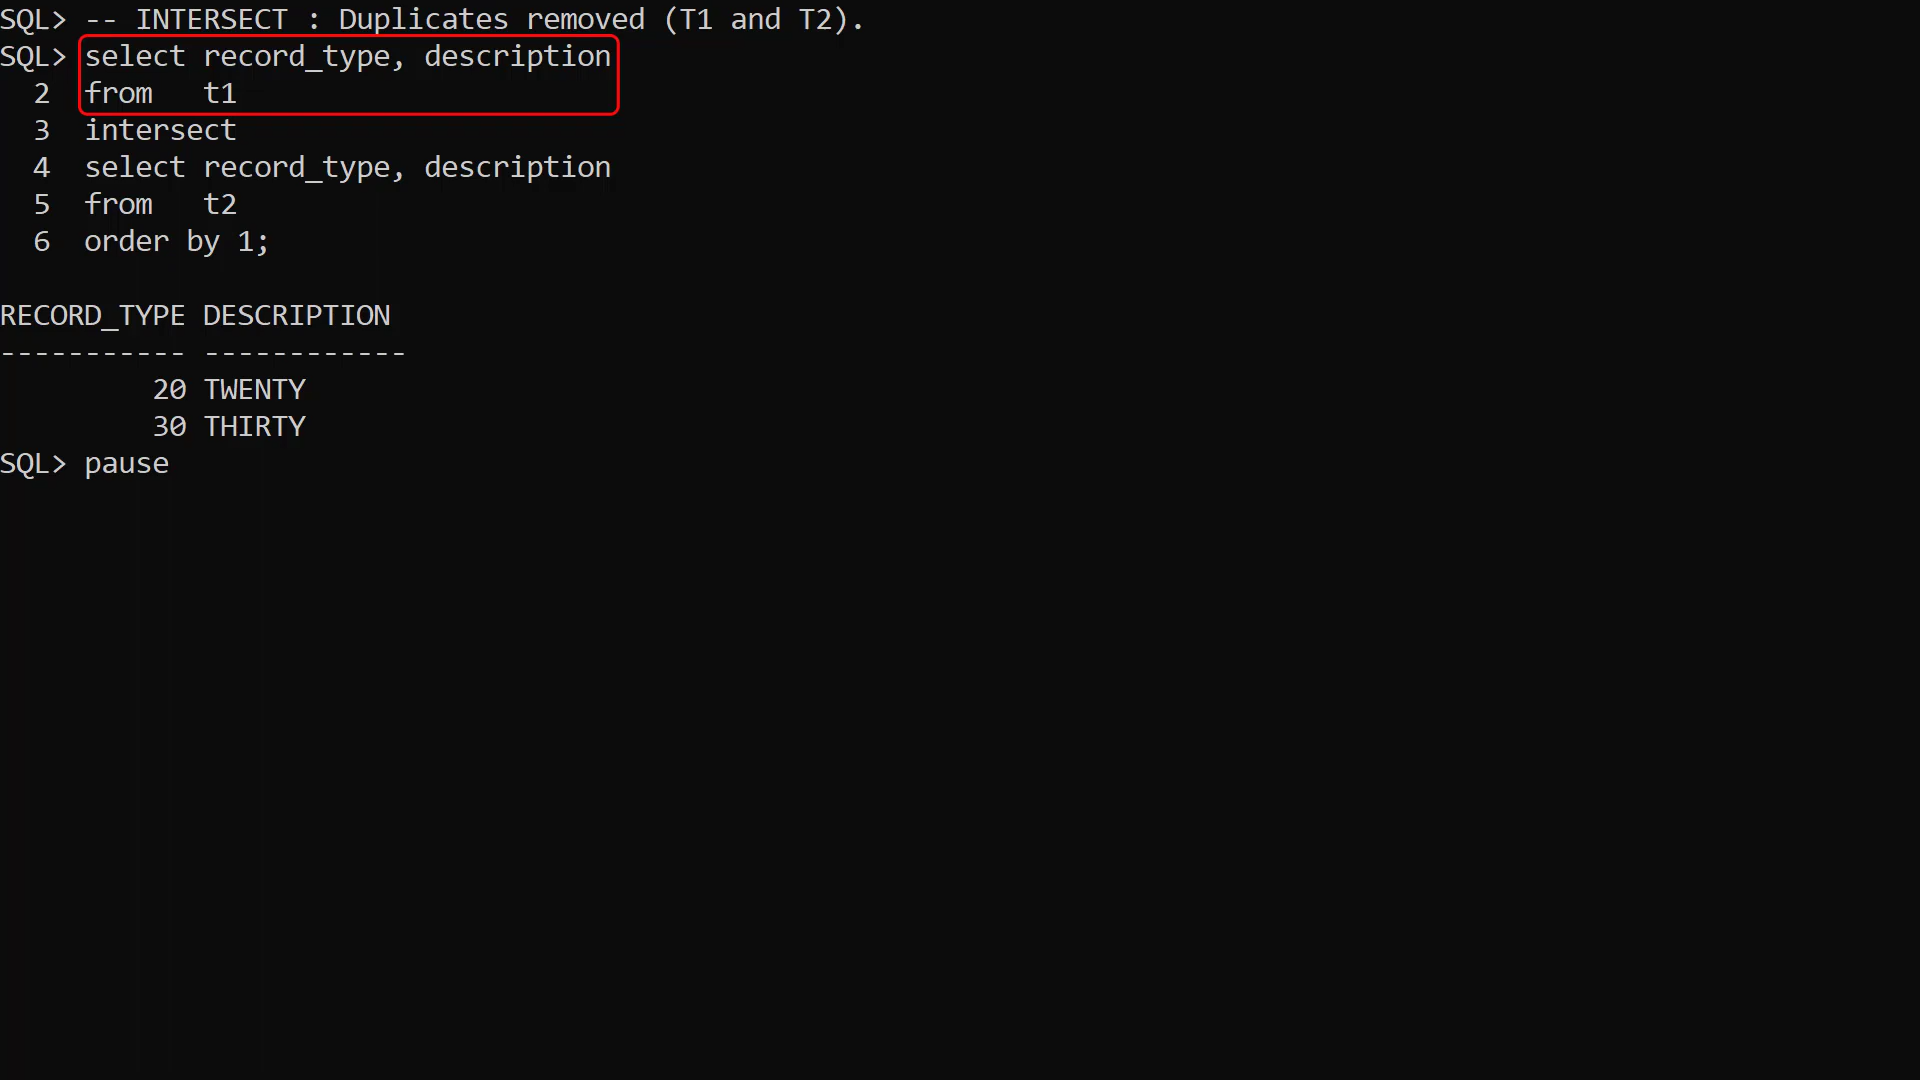 SQL> -- INTERSECT : Duplicates removed (T1 and T2).
SQL> select record_type, description
  2  from   t1
  3  intersect
  4  select record_type, description
  5  from   t2
  6  order by 1;

RECORD_TYPE DESCRIPTION
----------- ------------
         20 TWENTY
         30 THIRTY
SQL> pause